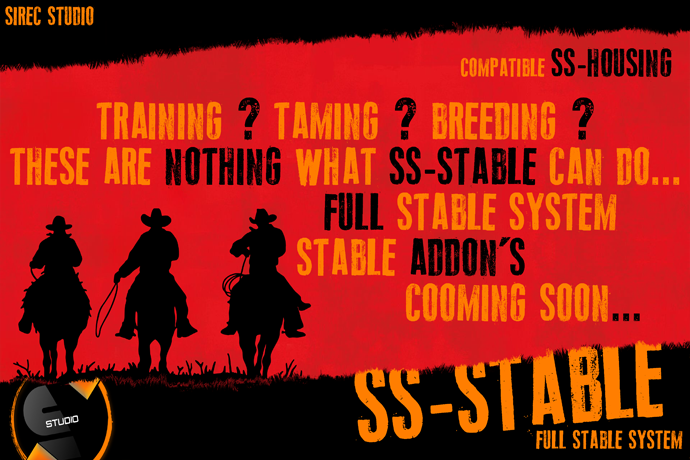 SIREC STUDIO
COMPATIBLE SS-HOUSING
TRAINING ? TAMING ? BREEDING ?
THESE ARE NOTHING WHAT SS-STABLE CAN DO...
FULL STABLE SYSTEM
STABLE ADDON'S
COOMING SOON...
SS-STABLE
FULL STABLE SYSTEM
STUDIO